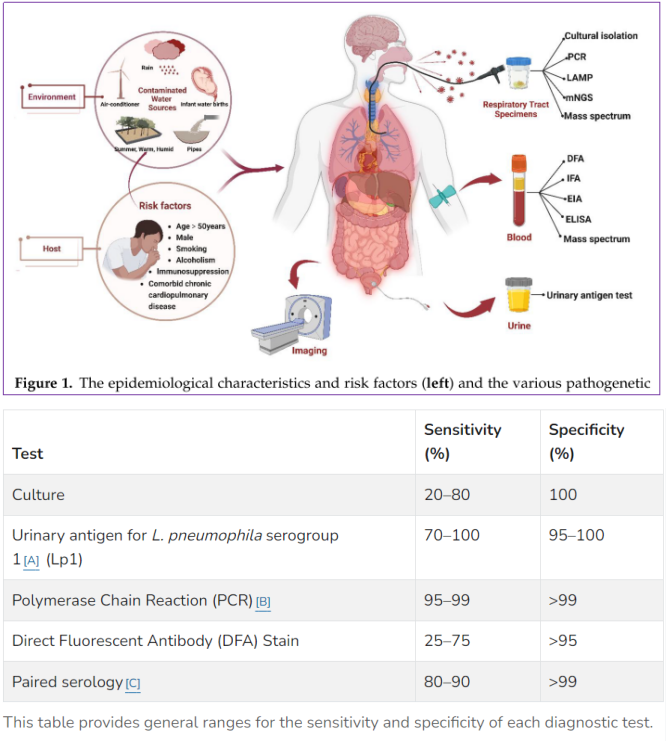 Environment
Rain
Contaminated
Water
Sources
Air-conditioner
Infant water births
Summer, Warm, Humid
Pipes
Host
Risk factors
• Age > 50years
• Male
• Smoking
• Alcoholism
• Immunosuppression
• Comorbid chronic
cardiopulmonary
disease
Imaging
Respiratory Tract
Specimens
Cultural isolation
PCR
LAMP
mNGS
Mass spectrum
Blood
DFA
IFA
EIA
ELISA
Mass spectrum
Urine
Urinary antigen test
Figure 1. The epidemiological characteristics and risk factors (left) and the various pathogenetic
Test Sensitivity (%) Specificity (%)
Culture 20–80 100
Urinary antigen for L. pneumophila serogroup
1[A] (Lp1) 70–100 95–100
Polymerase Chain Reaction (PCR)[B] 95–99 >99
Direct Fluorescent Antibody (DFA) Stain 25–75 >95
Paired serology[C] 80–90 >99
This table provides general ranges for the sensitivity and specificity of each diagnostic test.